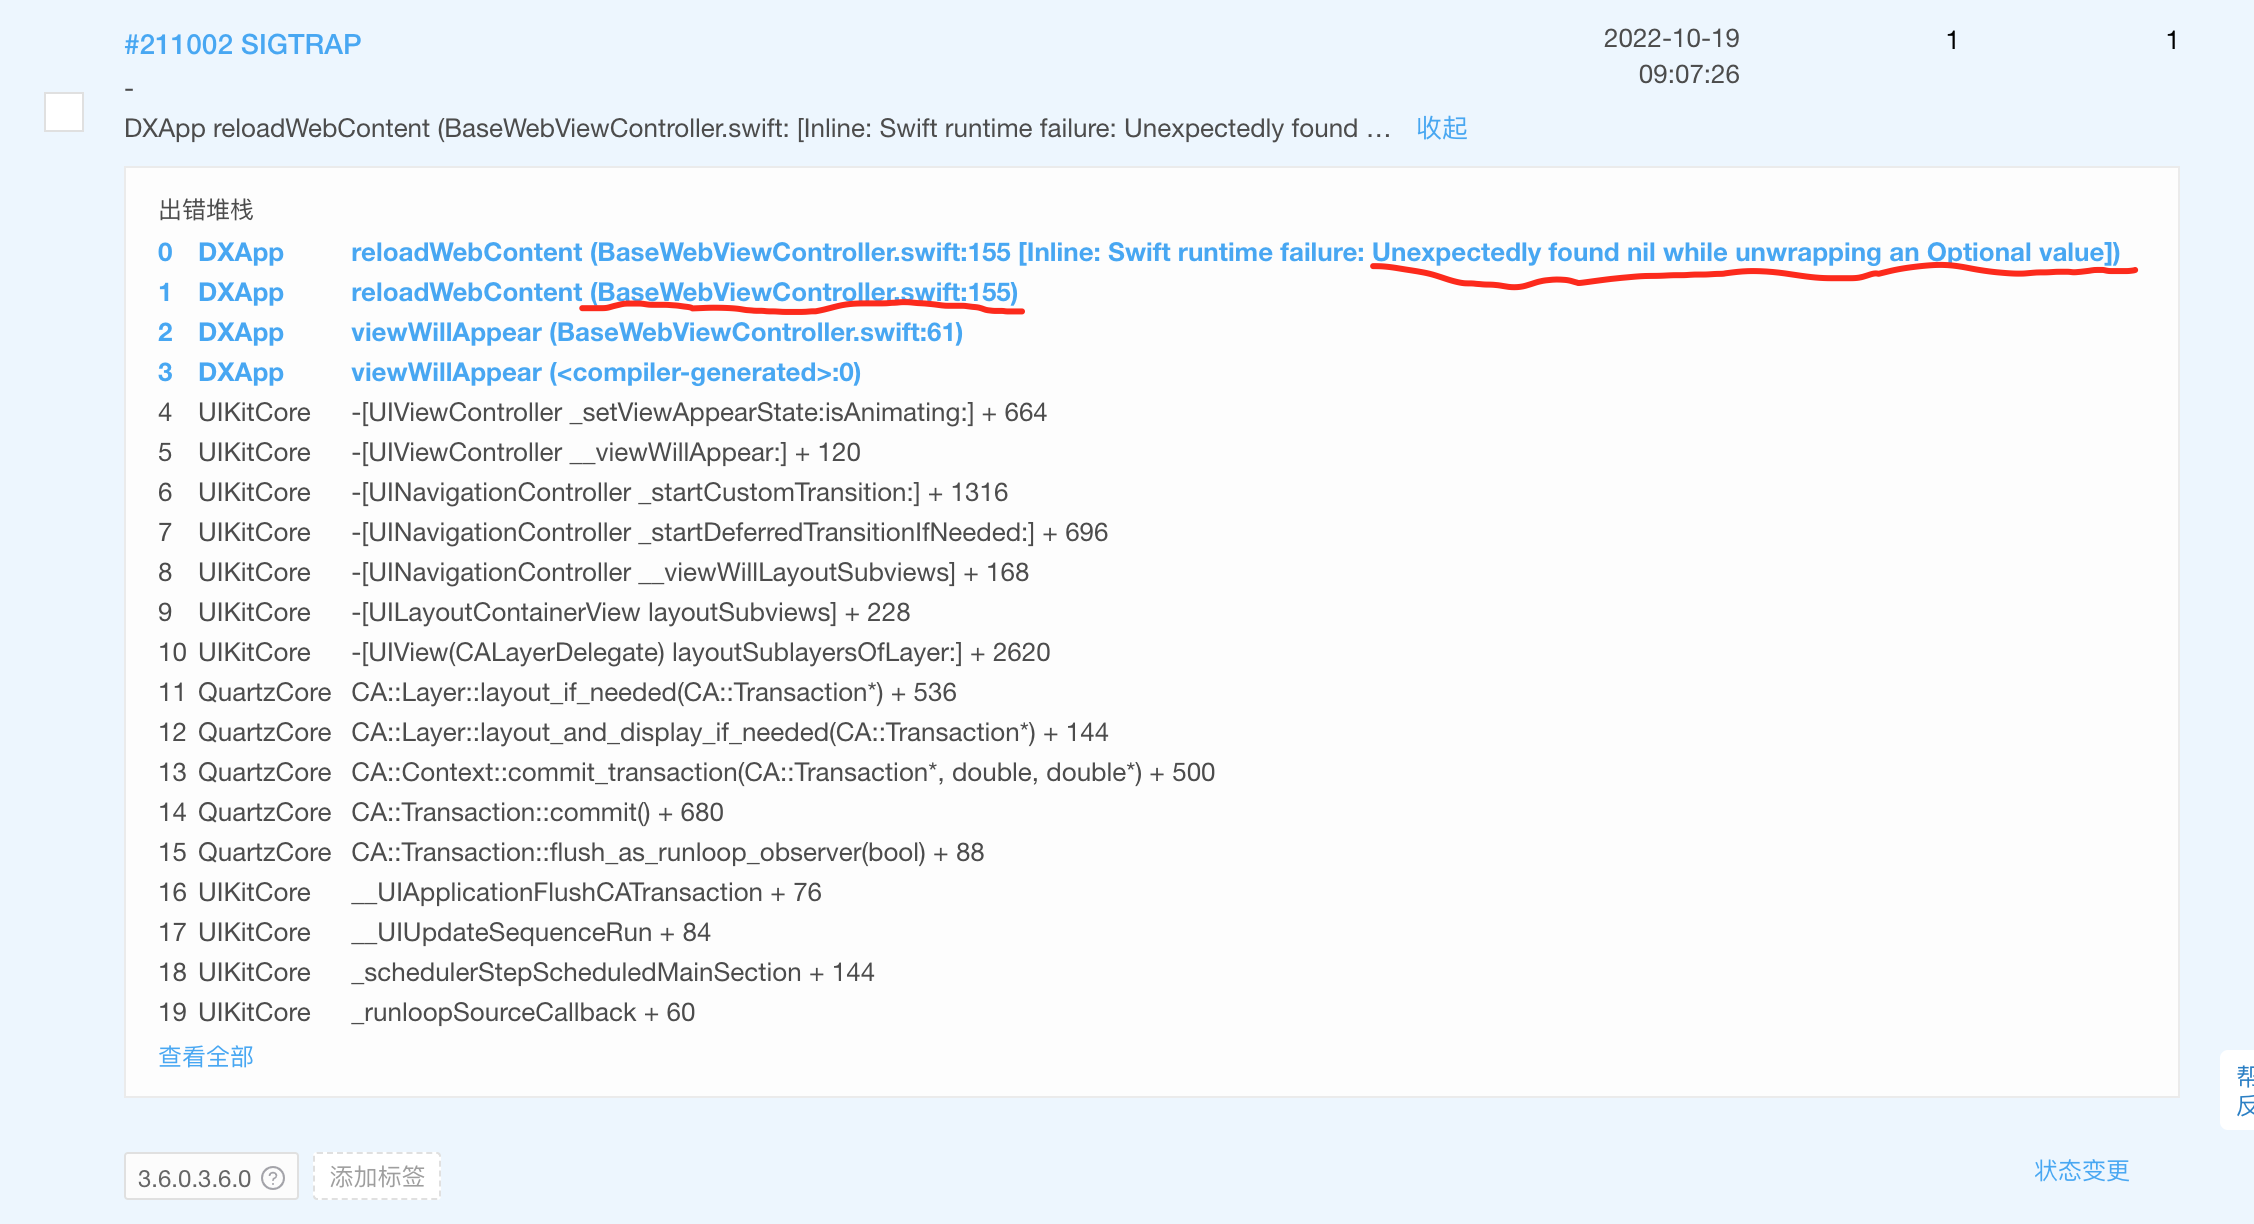 #211002 SIGTRAP
2022-10-19
09:07:26
1
1
-
DXApp reloadWebContent (BaseWebViewController.swift: [Inline: Swift runtime failure: Unexpectedly found … 收起
出错堆栈
0 DXApp reloadWebContent (BaseWebViewController.swift:155 [Inline: Swift runtime failure: Unexpectedly found nil while unwrapping an Optional value])
1 DXApp reloadWebContent (BaseWebViewController.swift:155)
2 DXApp viewWillAppear (BaseWebViewController.swift:61)
3 DXApp viewWillAppear (<compiler-generated>:0)
4 UIKitCore -[UIViewController _setViewAppearState:isAnimating:] + 664
5 UIKitCore -[UIViewController __viewWillAppear:] + 120
6 UIKitCore -[UINavigationController _startCustomTransition:] + 1316
7 UIKitCore -[UINavigationController _startDeferredTransitionIfNeeded:] + 696
8 UIKitCore -[UINavigationController __viewWillLayoutSubviews] + 168
9 UIKitCore -[UILayoutContainerView layoutSubviews] + 228
10 UIKitCore -[UIView(CALayerDelegate) layoutSublayersOfLayer:] + 2620
11 QuartzCore CA::Layer::layout_if_needed(CA::Transaction*) + 536
12 QuartzCore CA::Layer::layout_and_display_if_needed(CA::Transaction*) + 144
13 QuartzCore CA::Context::commit_transaction(CA::Transaction*, double, double*) + 500
14 QuartzCore CA::Transaction::commit() + 680
15 QuartzCore CA::Transaction::flush_as_runloop_observer(bool) + 88
16 UIKitCore __UIApplicationFlushCATransaction + 76
17 UIKitCore __UIUpdateSequenceRun + 84
18 UIKitCore _schedulerStepScheduledMainSection + 144
19 UIKitCore _runloopSourceCallback + 60
查看全部
3.6.0.3.6.0 ?
添加标签
状态变更